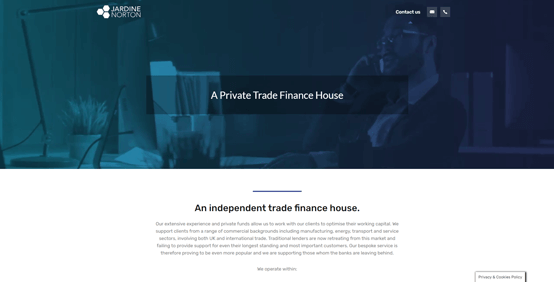 JARDINE
NORTON
Contact us
A Private Trade Finance House
An independent trade finance house.
Our extensive experience and private funds allow us to work with our clients to optimise their working capital. We
support clients from a range of commercial backgrounds including manufacturing, energy, transport and service
sectors, involving both UK and international trade. Traditional lenders are now retreating from this market and
failing to provide support for even their longest standing and most important customers. Our bespoke service is
therefore proving to be even more popular and we are supporting those whom the banks are leaving behind.
We operate within:
Privacy & Cookies Policy